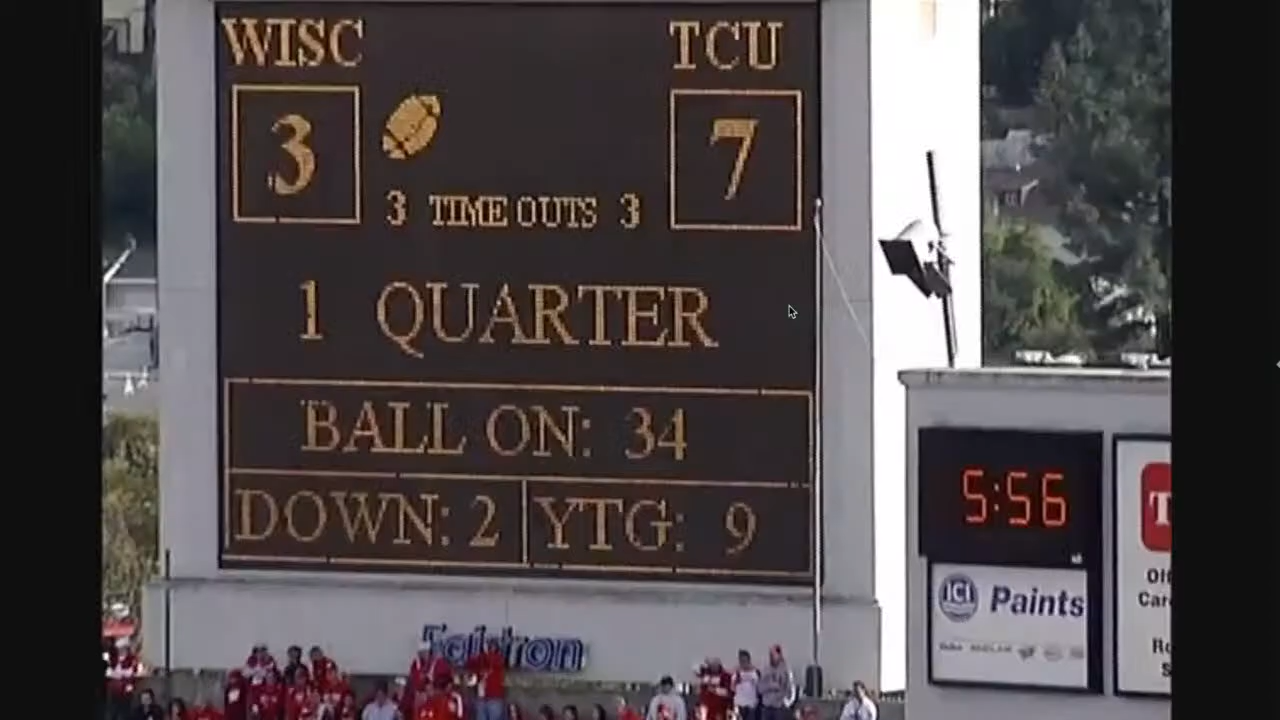 WISC TCU
3 7
3 TIME OUTS 3
1 QUARTER
BALL ON: 34
DOWN: 2 YTG: 9
5:56
ICI Paints
Fairtron